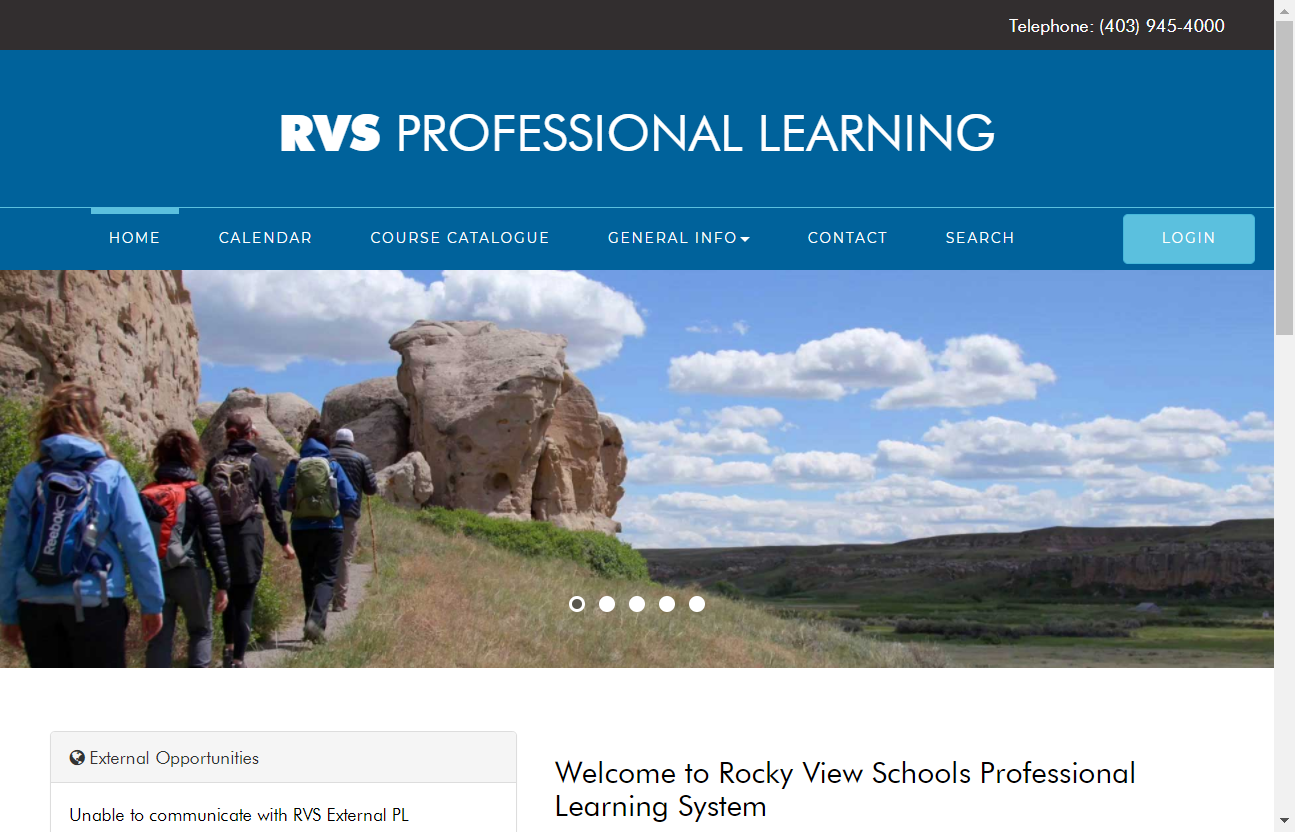 Telephone: (403) 945-4000
RVS PROFESSIONAL LEARNING
HOME CALENDAR COURSE CATALOGUE GENERAL INFO CONTACT SEARCH LOGIN
Reebok
External Opportunities
Unable to communicate with RVS External PL
Welcome to Rocky View Schools Professional
Learning System